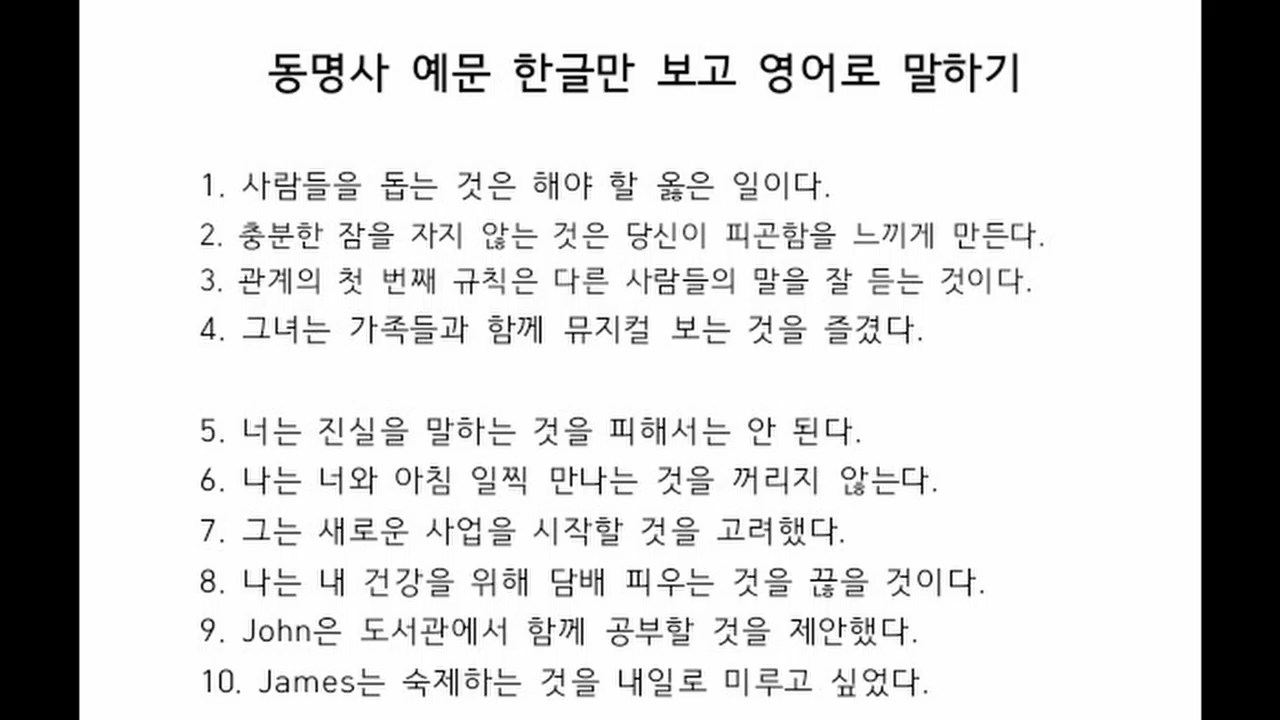 동명사 예문 한글만 보고 영어로 말하기
1. 사람들을 돕는 것은 해야 할 옳은 일이다.
2. 충분한 잠을 자지 않는 것은 당신이 피곤함을 느끼게 만든다.
3. 관계의 첫 번째 규칙은 다른 사람들의 말을 잘 듣는 것이다.
4. 그녀는 가족들과 함께 뮤지컬 보는 것을 즐겼다.
5. 너는 진실을 말하는 것을 피해서는 안 된다.
6. 나는 너와 아침 일찍 만나는 것을 꺼리지 않는다.
7. 그는 새로운 사업을 시작할 것을 고려했다.
8. 나는 내 건강을 위해 담배 피우는 것을 끊을 것이다.
9. John은 도서관에서 함께 공부할 것을 제안했다.
10. James는 숙제하는 것을 내일로 미루고 싶었다.